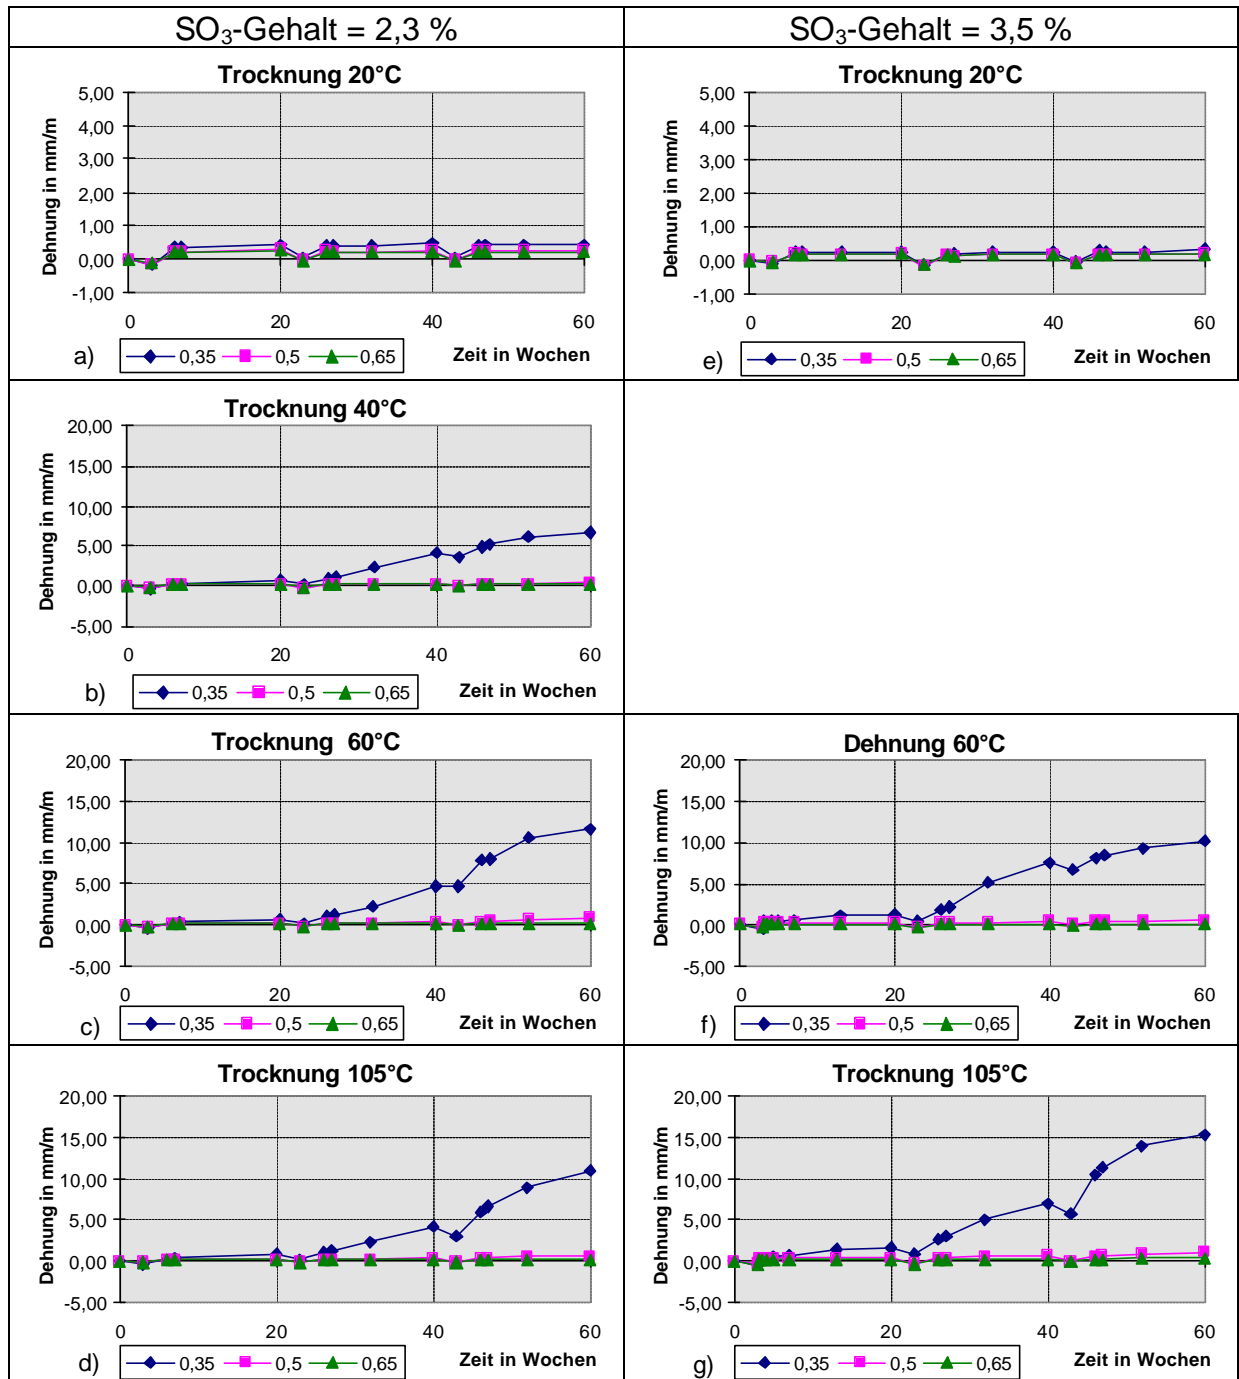 SO₃-Gehalt = 2,3 %
SO₃-Gehalt = 3,5 %
Trocknung 20°C
Dehnung in mm/m
5,00
4,00
3,00
2,00
1,00
0,00
-1,00
0 20 40 60
a) 0,35 0,5 0,65 Zeit in Wochen
Trocknung 20°C
Dehnung in mm/m
5,00
4,00
3,00
2,00
1,00
0,00
-1,00
0 20 40 60
e) 0,35 0,5 0,65 Zeit in Wochen
Trocknung 40°C
Dehnung in mm/m
20,00
15,00
10,00
5,00
0,00
-5,00
0 20 40 60
b) 0,35 0,5 0,65 Zeit in Wochen
Trocknung 60°C
Dehnung in mm/m
20,00
15,00
10,00
5,00
0,00
-5,00
0 20 40 60
c) 0,35 0,5 0,65 Zeit in Wochen
Dehnung 60°C
Dehnung in mm/m
20,00
15,00
10,00
5,00
0,00
-5,00
0 20 40 60
f) 0,35 0,5 0,65 Zeit in Wochen
Trocknung 105°C
Dehnung in mm/m
20,00
15,00
10,00
5,00
0,00
-5,00
0 20 40 60
d) 0,35 0,5 0,65 Zeit in Wochen
Trocknung 105°C
Dehnung in mm/m
20,00
15,00
10,00
5,00
0,00
-5,00
0 20 40 60
g) 0,35 0,5 0,65 Zeit in Wochen